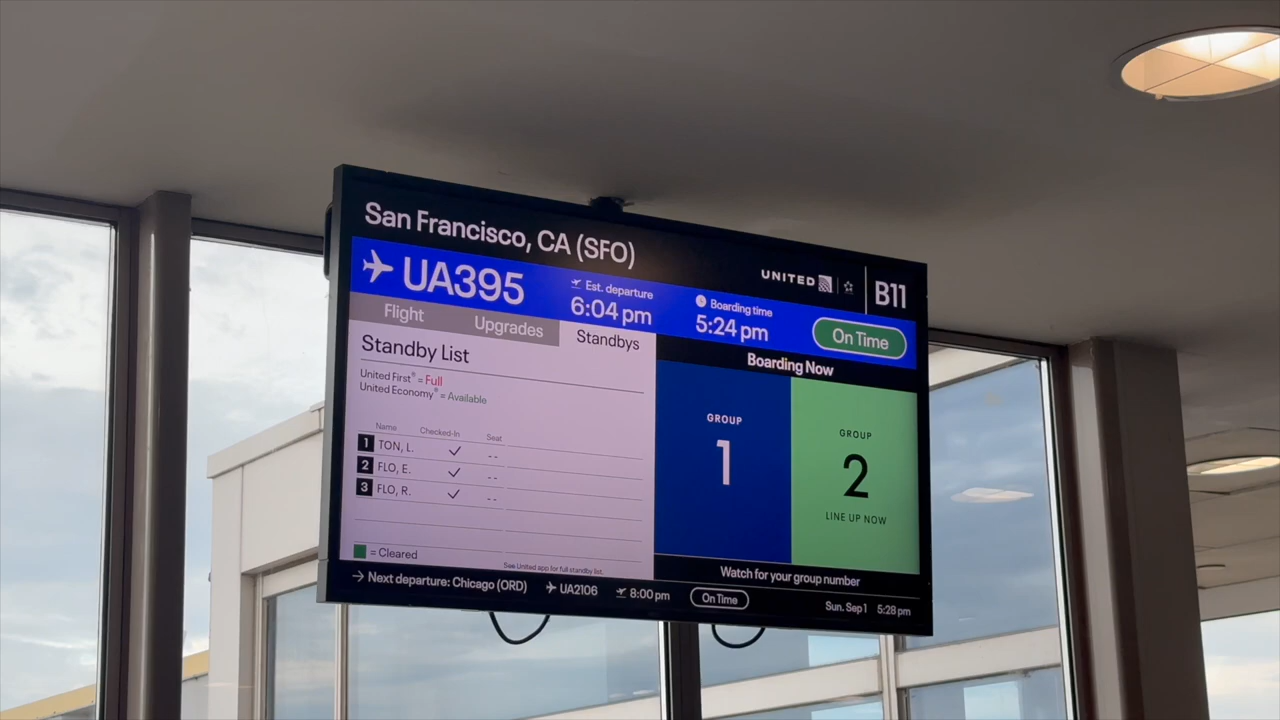 San Francisco, CA (SFO)
UNITED
B11
UA395
Est. departure
6:04 pm
Boarding time
5:24 pm
On Time
Flight
Upgrades
Standbys
Standby List
United First® = Full
United Economy® = Available
Name Checked-In Seat
1 TON, L. ✓ --
2 FLO, E. ✓ --
3 FLO, R. ✓ --
= Cleared
See United app for full standby list.
Boarding Now
GROUP
1
GROUP
2
LINE UP NOW
Watch for your group number
→ Next departure: Chicago (ORD) UA2106 8:00 pm On Time
Sun. Sep 1 5:28 pm